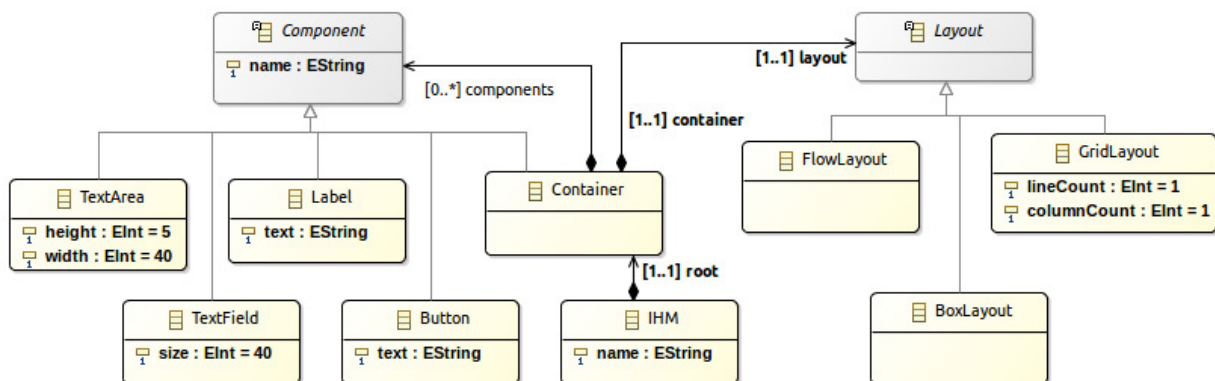 Component
name : EString
Layout
[1..1] layout
[0..*] components
[1..1] container
FlowLayout
GridLayout
lineCount : EInt = 1
columnCount : EInt = 1
TextArea
height : EInt = 5
width : EInt = 40
Label
text : EString
Container
[1..1] root
TextField
size : EInt = 40
Button
text : EString
IHM
name : EString
BoxLayout